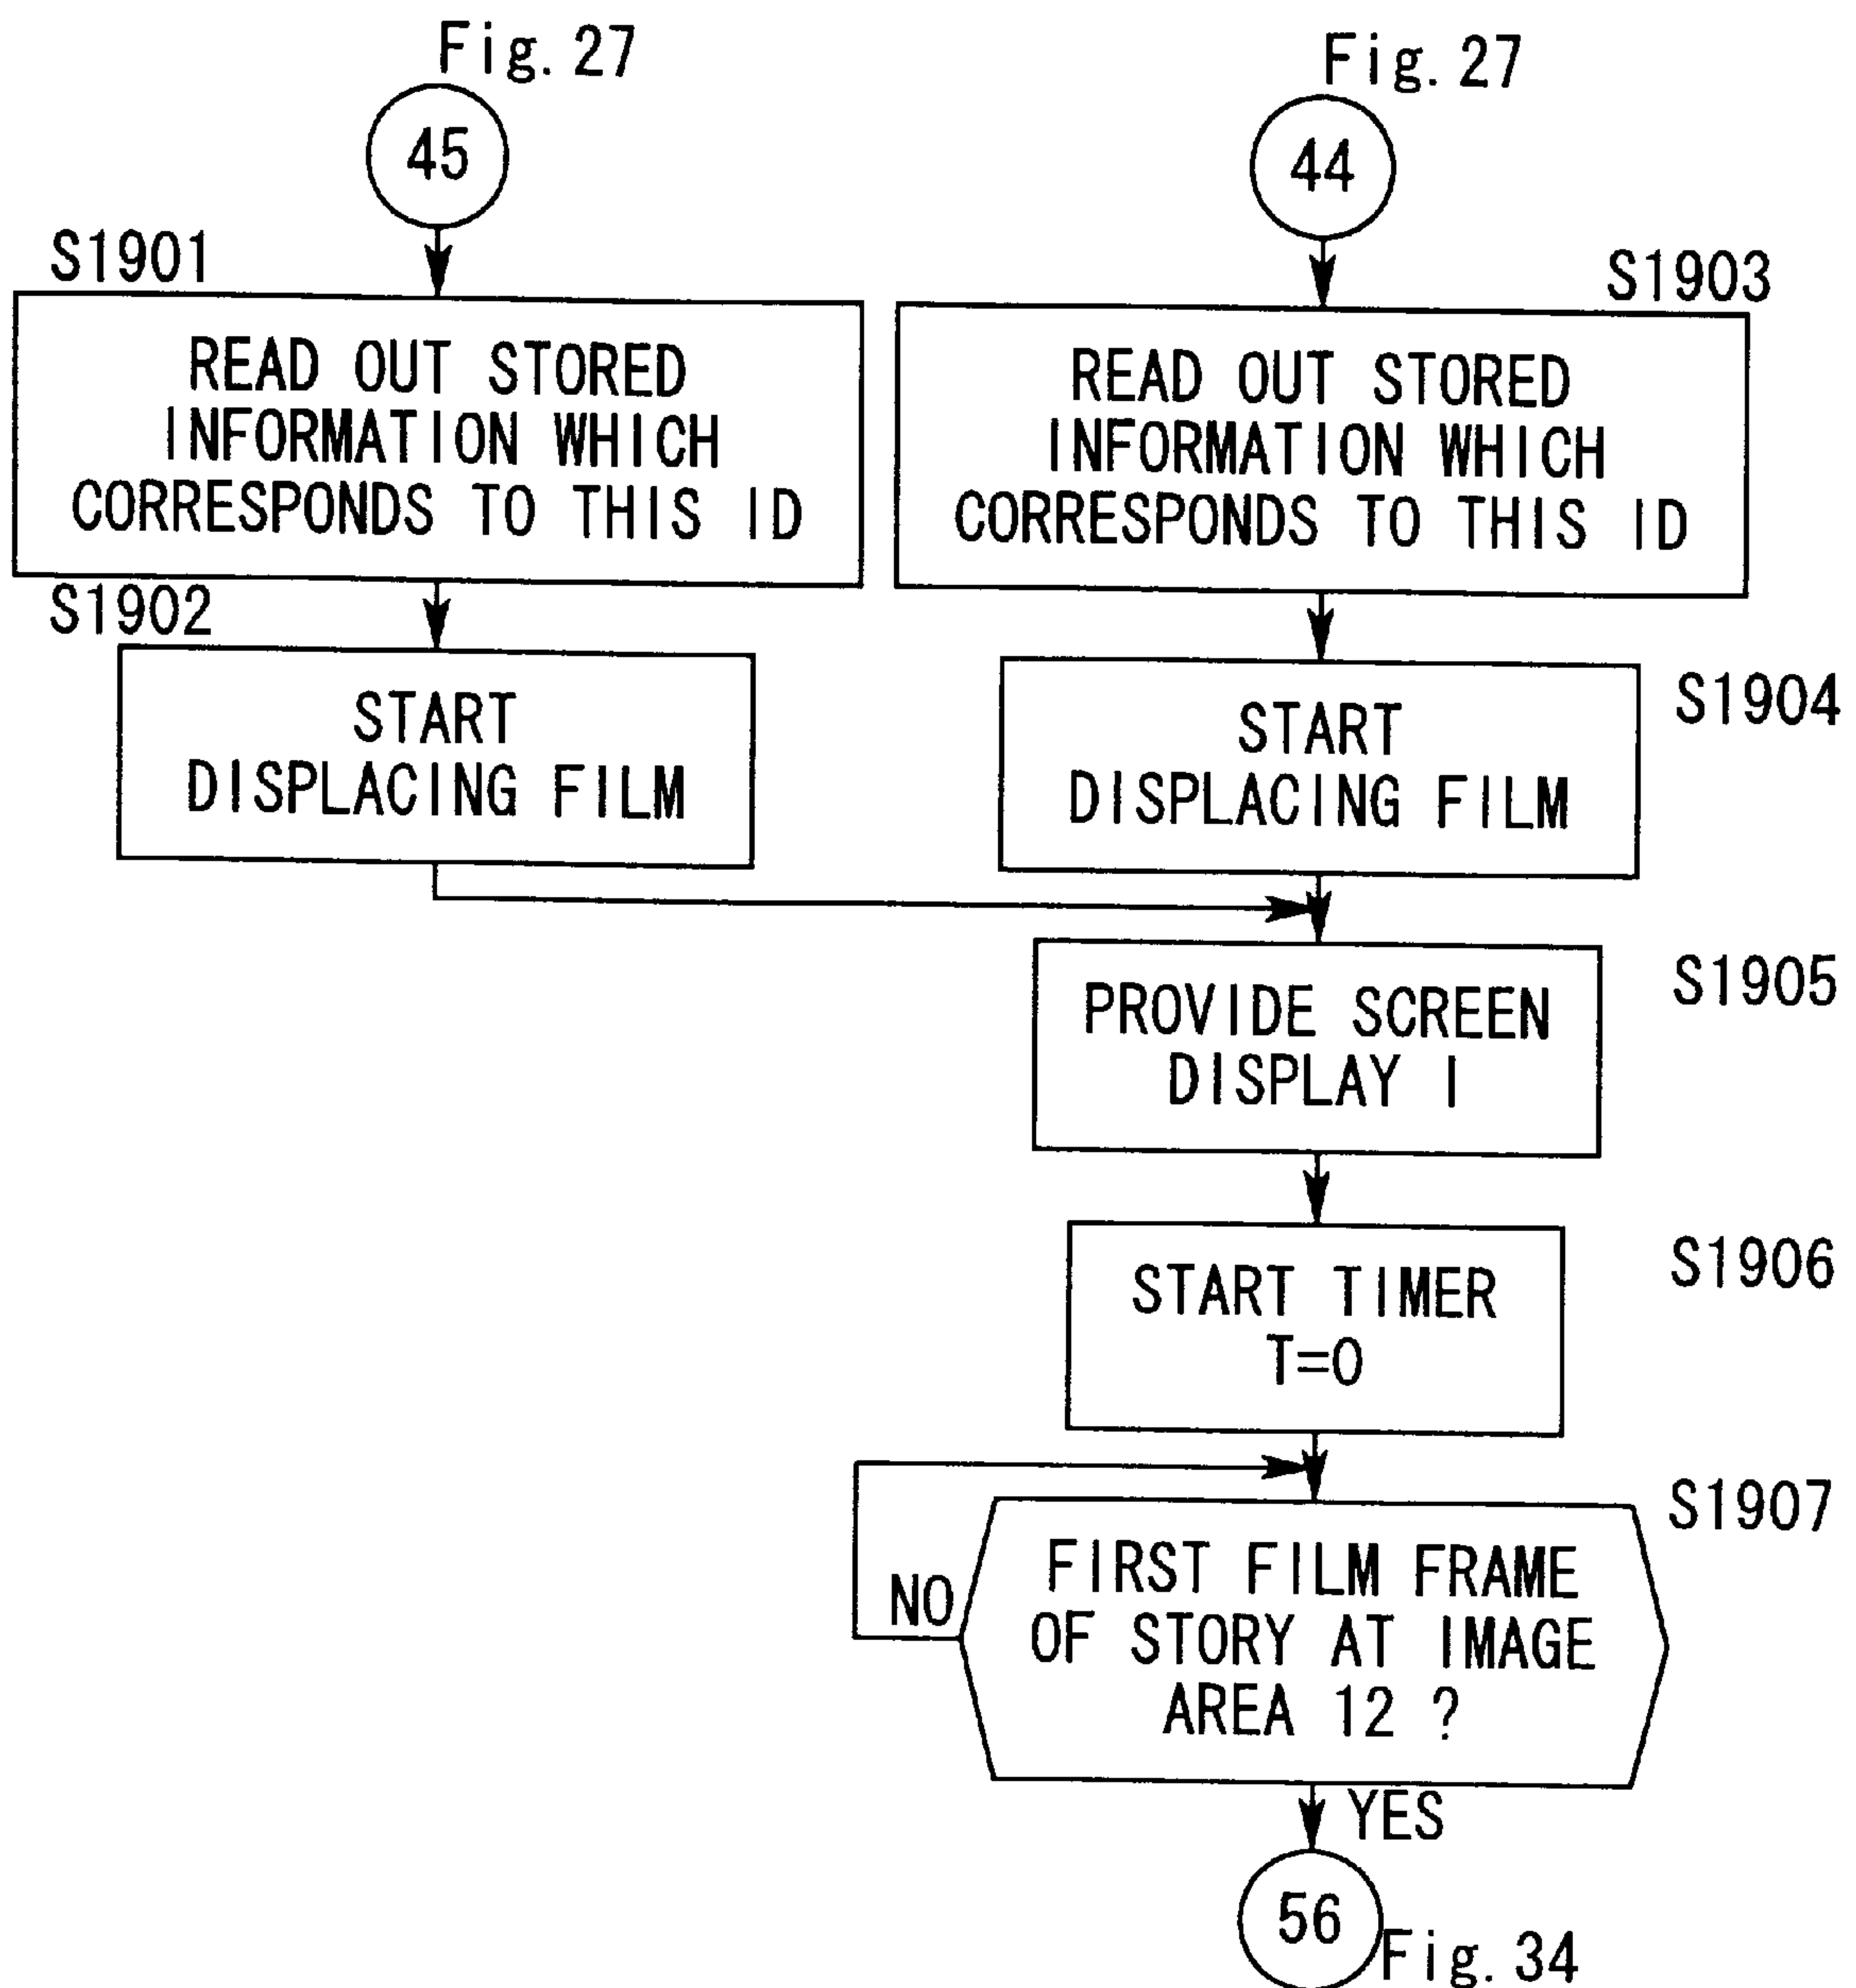 Fig. 27
45
S1901
READ OUT STORED
INFORMATION WHICH
CORRESPONDS TO THIS ID
S1902
START
DISPLACING FILM
Fig. 27
44
S1903
READ OUT STORED
INFORMATION WHICH
CORRESPONDS TO THIS ID
START
DISPLACING FILM
S1904
PROVIDE SCREEN
DISPLAY I
S1905
START TIMER
T=0
S1906
S1907
FIRST FILM FRAME
OF STORY AT IMAGE
AREA 12 ?
NO
YES
56
Fig. 34